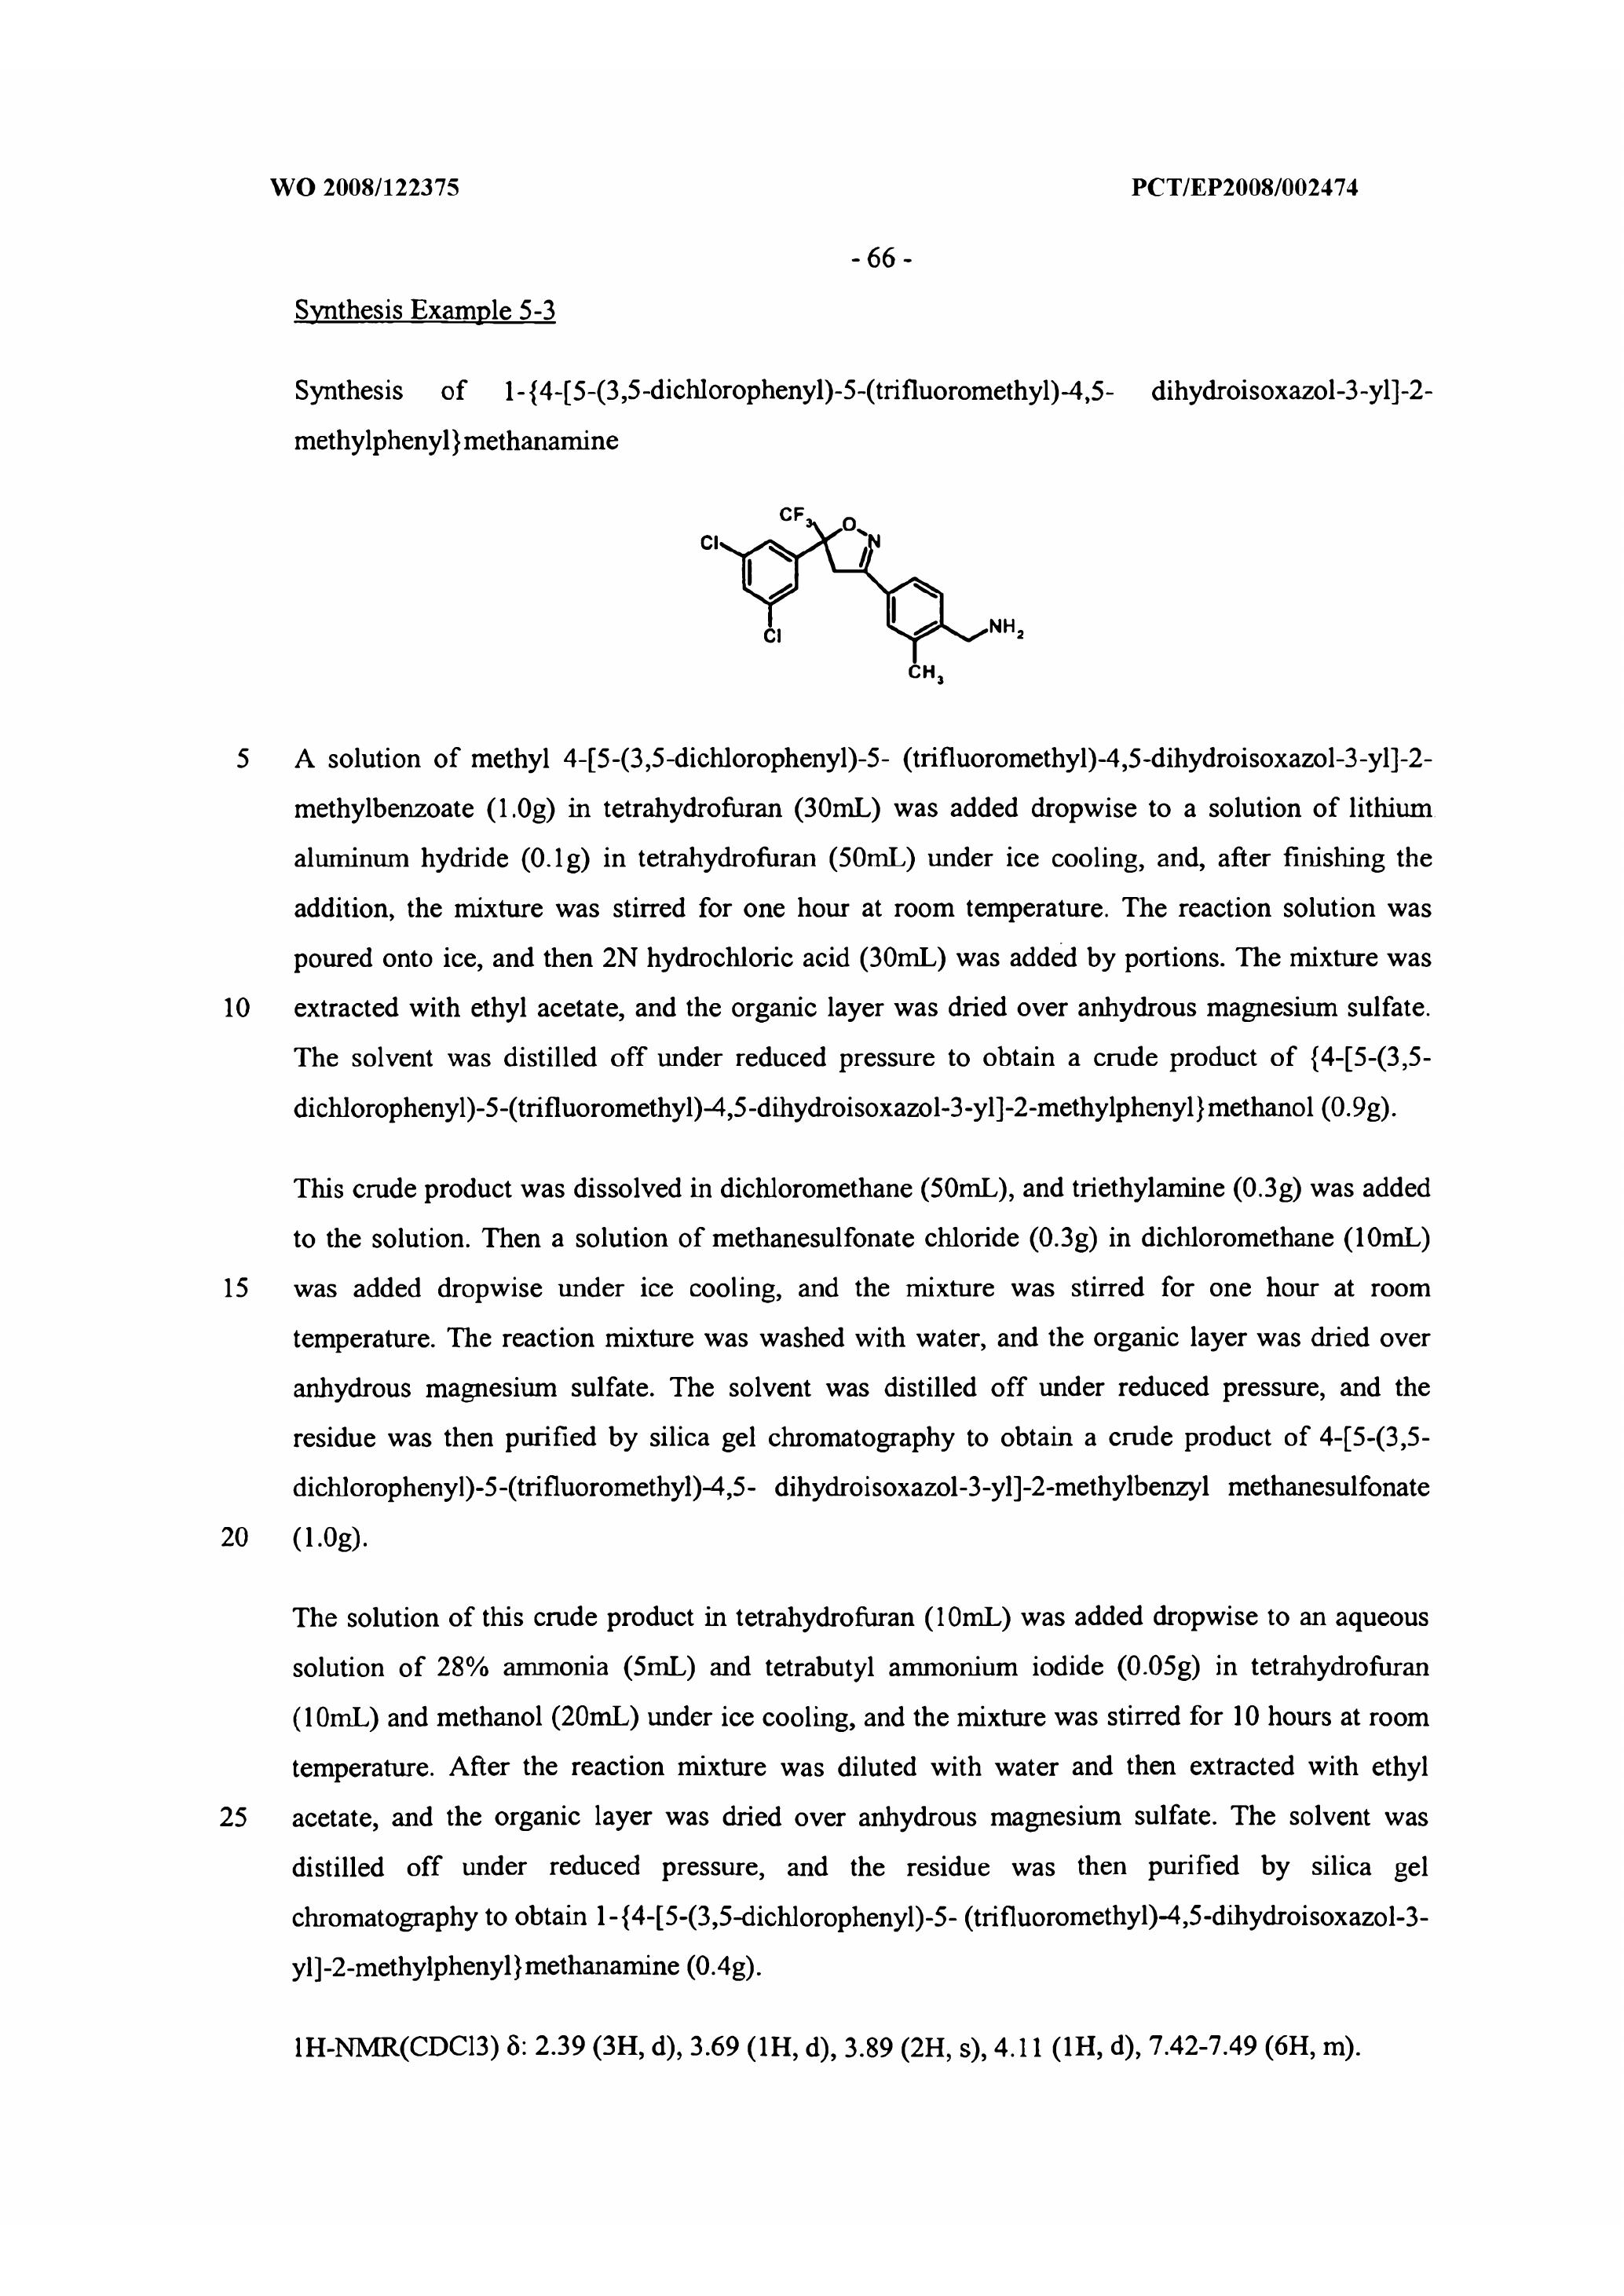 WO 2008/122375 PCT/EP2008/002474
- 66 -
Synthesis Example 5-3
Synthesis of 1-{4-[5-(3,5-dichlorophenyl)-5-(trifluoromethyl)-4,5- dihydroisoxazol-3-yl]-2-
methylphenyl}methanamine
CF3
O
N
Cl
Cl
NH2
CH3
5 A solution of methyl 4-[5-(3,5-dichlorophenyl)-5- (trifluoromethyl)-4,5-dihydroisoxazol-3-yl]-2-
methylbenzoate (1.0g) in tetrahydrofuran (30mL) was added dropwise to a solution of lithium
aluminum hydride (0.1g) in tetrahydrofuran (50mL) under ice cooling, and, after finishing the
addition, the mixture was stirred for one hour at room temperature. The reaction solution was
poured onto ice, and then 2N hydrochloric acid (30mL) was added by portions. The mixture was
10 extracted with ethyl acetate, and the organic layer was dried over anhydrous magnesium sulfate.
The solvent was distilled off under reduced pressure to obtain a crude product of {4-[5-(3,5-
dichlorophenyl)-5-(trifluoromethyl)-4,5-dihydroisoxazol-3-yl]-2-methylphenyl}methanol (0.9g).
This crude product was dissolved in dichloromethane (50mL), and triethylamine (0.3g) was added
to the solution. Then a solution of methanesulfonate chloride (0.3g) in dichloromethane (10mL)
15 was added dropwise under ice cooling, and the mixture was stirred for one hour at room
temperature. The reaction mixture was washed with water, and the organic layer was dried over
anhydrous magnesium sulfate. The solvent was distilled off under reduced pressure, and the
residue was then purified by silica gel chromatography to obtain a crude product of 4-[5-(3,5-
dichlorophenyl)-5-(trifluoromethyl)-4,5- dihydroisoxazol-3-yl]-2-methylbenzyl methanesulfonate
20 (1.0g).
The solution of this crude product in tetrahydrofuran (10mL) was added dropwise to an aqueous
solution of 28% ammonia (5mL) and tetrabutyl ammonium iodide (0.05g) in tetrahydrofuran
(10mL) and methanol (20mL) under ice cooling, and the mixture was stirred for 10 hours at room
temperature. After the reaction mixture was diluted with water and then extracted with ethyl
25 acetate, and the organic layer was dried over anhydrous magnesium sulfate. The solvent was
distilled off under reduced pressure, and the residue was then purified by silica gel
chromatography to obtain 1-{4-[5-(3,5-dichlorophenyl)-5- (trifluoromethyl)-4,5-dihydroisoxazol-3-
yl]-2-methylphenyl}methanamine (0.4g).
1H-NMR(CDCl3) δ: 2.39 (3H, d), 3.69 (1H, d), 3.89 (2H, s), 4.11 (1H, d), 7.42-7.49 (6H, m).